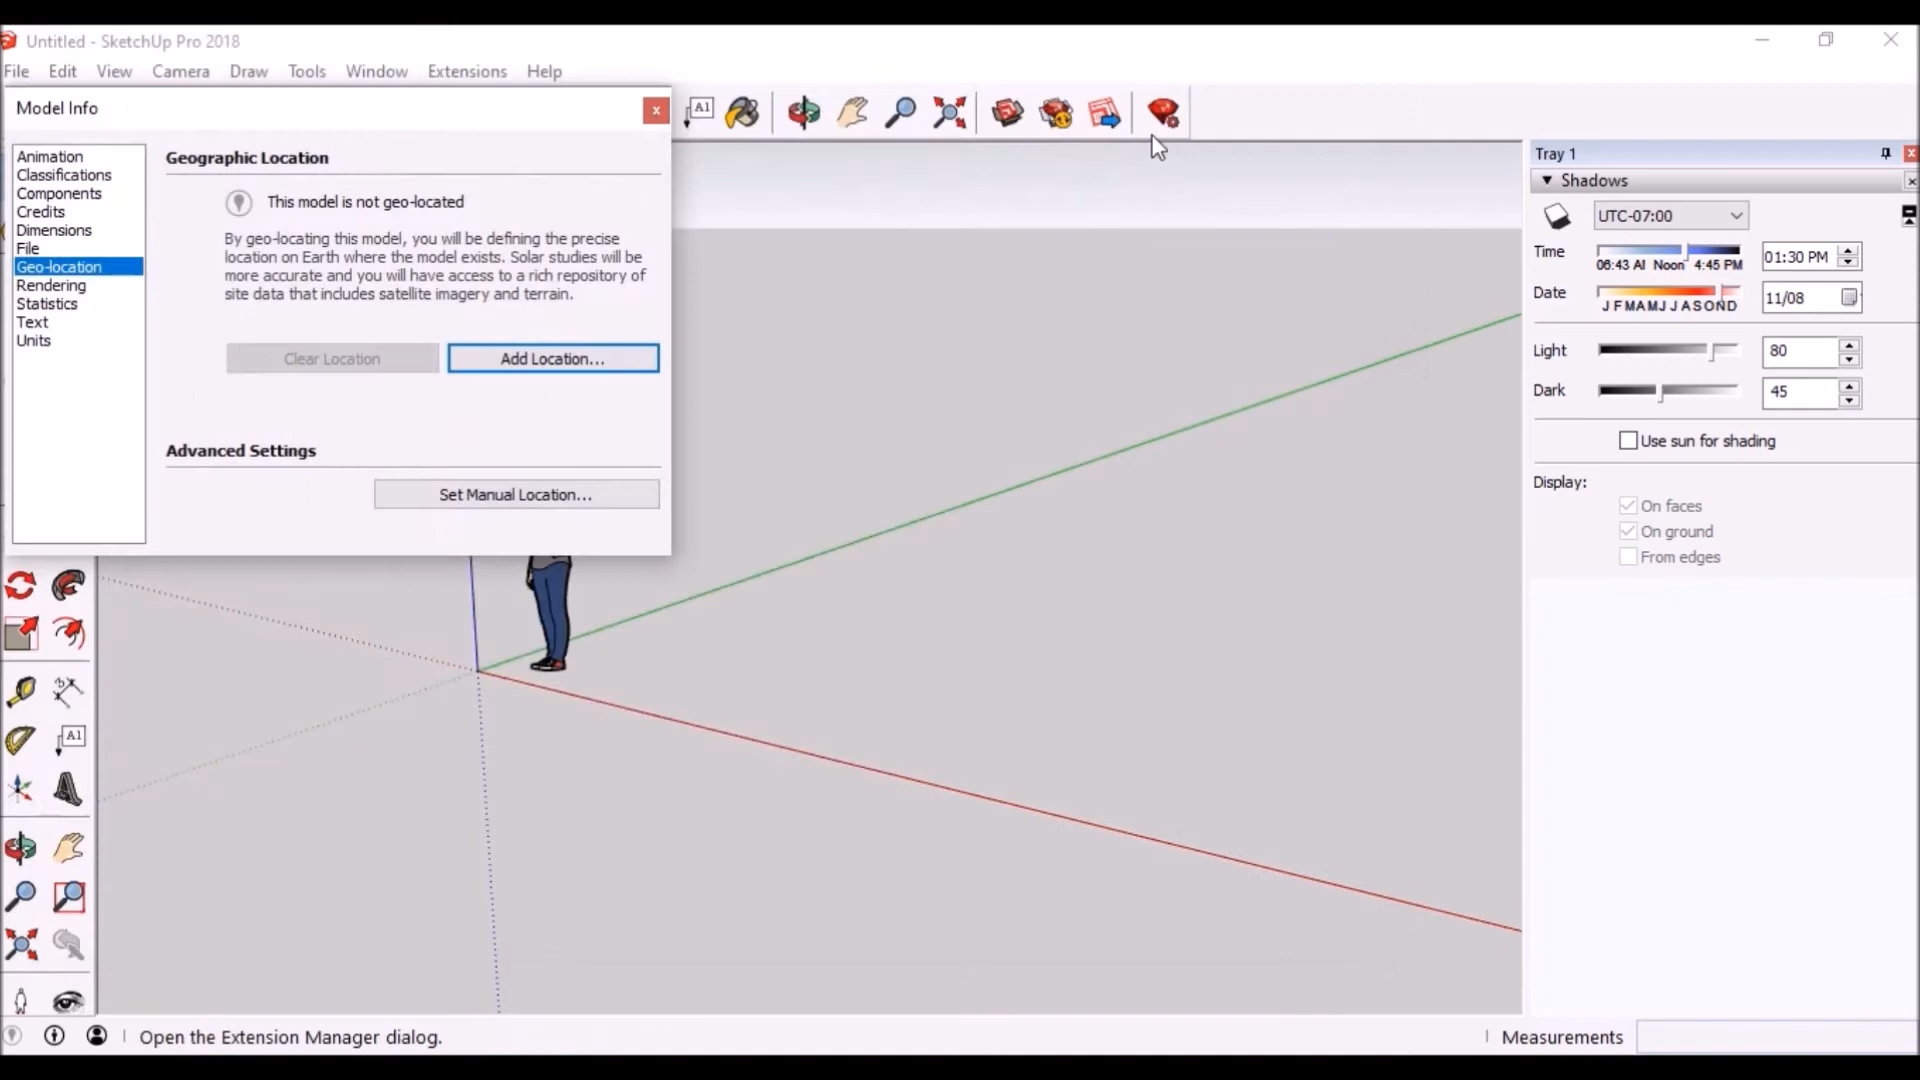 Untitled - SketchUp Pro 2018
File Edit View Camera Draw Tools Window Extensions Help
Model Info
Animation
Classifications
Components
Credits
Dimensions
File
Geo-location
Rendering
Statistics
Text
Units
Geographic Location
This model is not geo-located
By geo-locating this model, you will be defining the precise
location on Earth where the model exists. Solar studies will be
more accurate and you will have access to a rich repository of
site data that includes satellite imagery and terrain.
Clear Location
Add Location...
Advanced Settings
Set Manual Location...
A1
Tray 1
Shadows
UTC-07:00
Time
06:43 AI Noon 4:45 PM
01:30 PM
Date
J F M A M J J A S O N D
11/08
Light
80
Dark
45
Use sun for shading
Display:
On faces
On ground
From edges
A1
Open the Extension Manager dialog.
Measurements